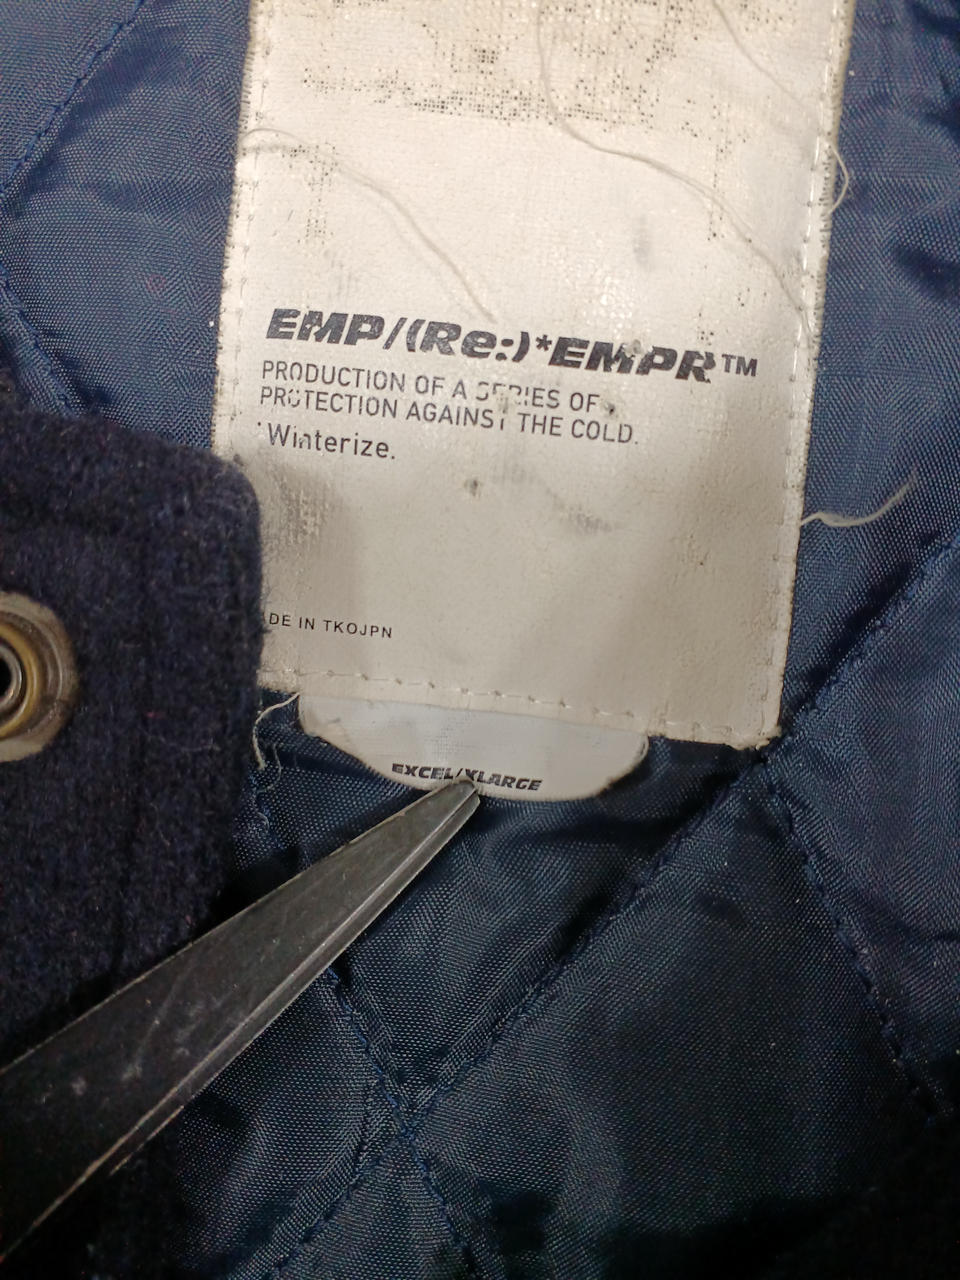 EMP/(Re:)*EMPR™
PRODUCTION OF A SERIES OF
PROTECTION AGAINST THE COLD.
Winterize.
DE IN TKOJPN
EXCEL/XLARGE